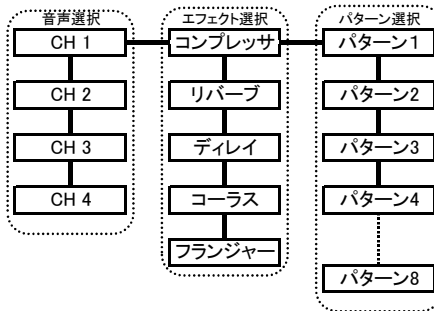 音声選択
CH 1
CH 2
CH 3
CH 4
エフェクト選択
コンプレッサ
リバーブ
ディレイ
コーラス
フランジャー
パターン選択
パターン1
パターン2
パターン3
パターン4
パターン8